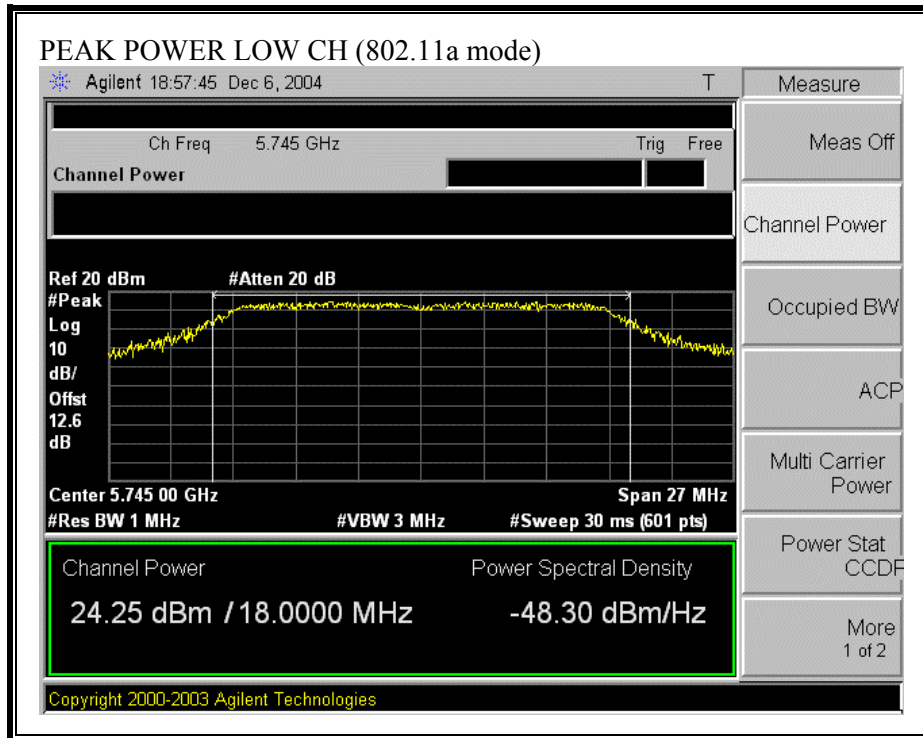 PEAK POWER LOW CH (802.11a mode)
Agilent 18:57:45 Dec 6, 2004 T
Measure
Ch Freq 5.745 GHz Trig Free
Meas Off
Channel Power
Channel Power
Ref 20 dBm #Atten 20 dB
#Peak
Log
10
dB/
Offst
12.6
dB
Occupied BW
ACP
Center 5.745 00 GHz Span 27 MHz
#Res BW 1 MHz #VBW 3 MHz #Sweep 30 ms (601 pts)
Multi Carrier
Power
Channel Power Power Spectral Density
24.25 dBm / 18.0000 MHz -48.30 dBm/Hz
Power Stat
CCDF
More
1 of 2
Copyright 2000-2003 Agilent Technologies